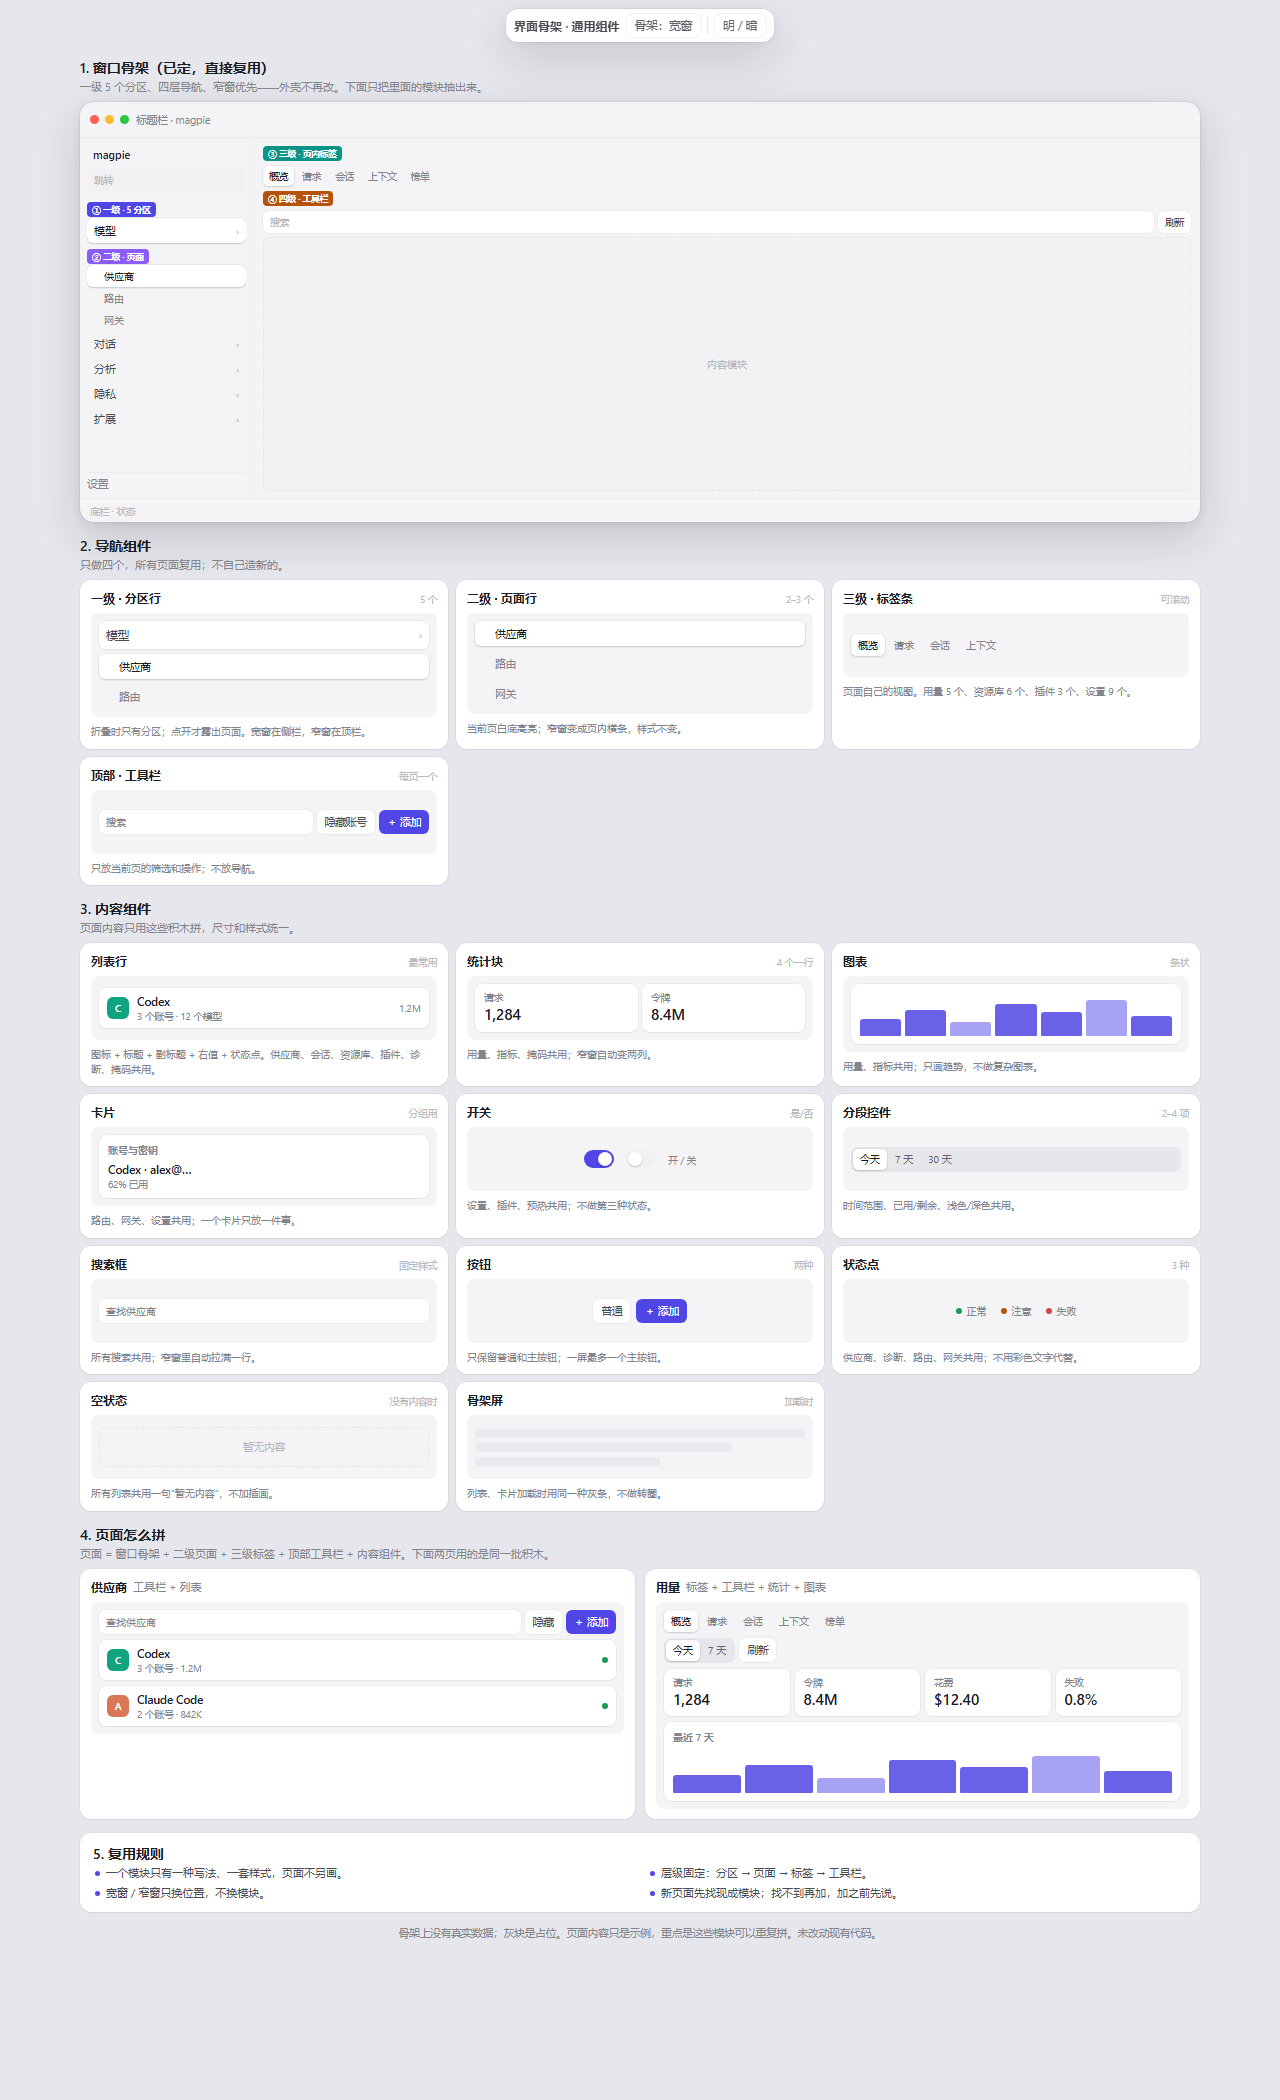 界面骨架 · 通用组件 骨架：宽窗 明 / 暗
1. 窗口骨架（已定，直接复用）
一级 5 个分区、四层导航、窄窗优先——外壳不再改。下面只把里面的模块抽出来。
标题栏 · magpie
magpie
跳转
① 一级 · 5 分区
模型 ›
② 二级 · 页面
供应商
路由
网关
对话 ›
分析 ›
隐私 ›
扩展 ›
设置
③ 三级 · 页内标签
概览 请求 会话 上下文 榜单
④ 四级 · 工具栏
搜索 刷新
内容模块
底栏 · 状态
2. 导航组件
只做四个，所有页面复用；不自己造新的。
一级 · 分区行 5 个
模型 ›
供应商
路由
折叠时只有分区；点开才露出页面。宽窗在侧栏，窄窗在顶栏。
二级 · 页面行 2–3 个
供应商
路由
网关
当前页白底高亮；窄窗变成页内横条，样式不变。
三级 · 标签条 可滚动
概览 请求 会话 上下文
页面自己的视图。用量 5 个、资源库 6 个、插件 3 个、设置 9 个。
顶部 · 工具栏 每页一个
搜索 隐藏账号 + 添加
只放当前页的筛选和操作；不放导航。
3. 内容组件
页面内容只用这些积木拼，尺寸和样式统一。
列表行 最常用
C
Codex
3 个账号 · 12 个模型
1.2M
图标 + 标题 + 副标题 + 右值 + 状态点。供应商、会话、资源库、插件、诊
断、掩码共用。
统计块 4 个一行
请求
1,284
令牌
8.4M
用量、指标、掩码共用；窄窗自动变两列。
图表 条状
用量、指标共用；只画趋势，不做复杂图表。
卡片 分组用
账号与密钥
Codex · alex@...
62% 已用
路由、网关、设置共用；一个卡片只放一件事。
开关 是/否
开 / 关
设置、插件、预热共用；不做第三种状态。
分段控件 2–4 项
今天 7 天 30 天
时间范围、已用/剩余、浅色/深色共用。
搜索框 固定样式
查找供应商
所有搜索共用；窄窗里自动拉满一行。
按钮 两种
普通 + 添加
只保留普通和主按钮；一屏最多一个主按钮。
状态点 3 种
正常 注意 失败
供应商、诊断、路由、网关共用；不用彩色文字代替。
空状态 没有内容时
暂无内容
所有列表共用一句“暂无内容”，不加插画。
骨架屏 加载时
列表、卡片加载时用同一种灰条，不做转圈。
4. 页面怎么拼
页面 = 窗口骨架 + 二级页面 + 三级标签 + 顶部工具栏 + 内容组件。下面两页用的是同一批积木。
供应商 工具栏 + 列表
查找供应商 隐藏 + 添加
C
Codex
3 个账号 · 1.2M
A
Claude Code
2 个账号 · 842K
用量 标签 + 工具栏 + 统计 + 图表
概览 请求 会话 上下文 榜单
今天 7 天 刷新
请求
1,284
令牌
8.4M
花费
$12.40
失败
0.8%
最近 7 天
5. 复用规则
一个模块只有一种写法、一套样式，页面不另画。
层级固定：分区 → 页面 → 标签 → 工具栏。
宽窗 / 窄窗只换位置，不换模块。
新页面先找现成模块；找不到再加，加之前先说。
骨架上没有真实数据；灰块是占位。页面内容只是示例，重点是这些模块可以重复拼。未改动现有代码。